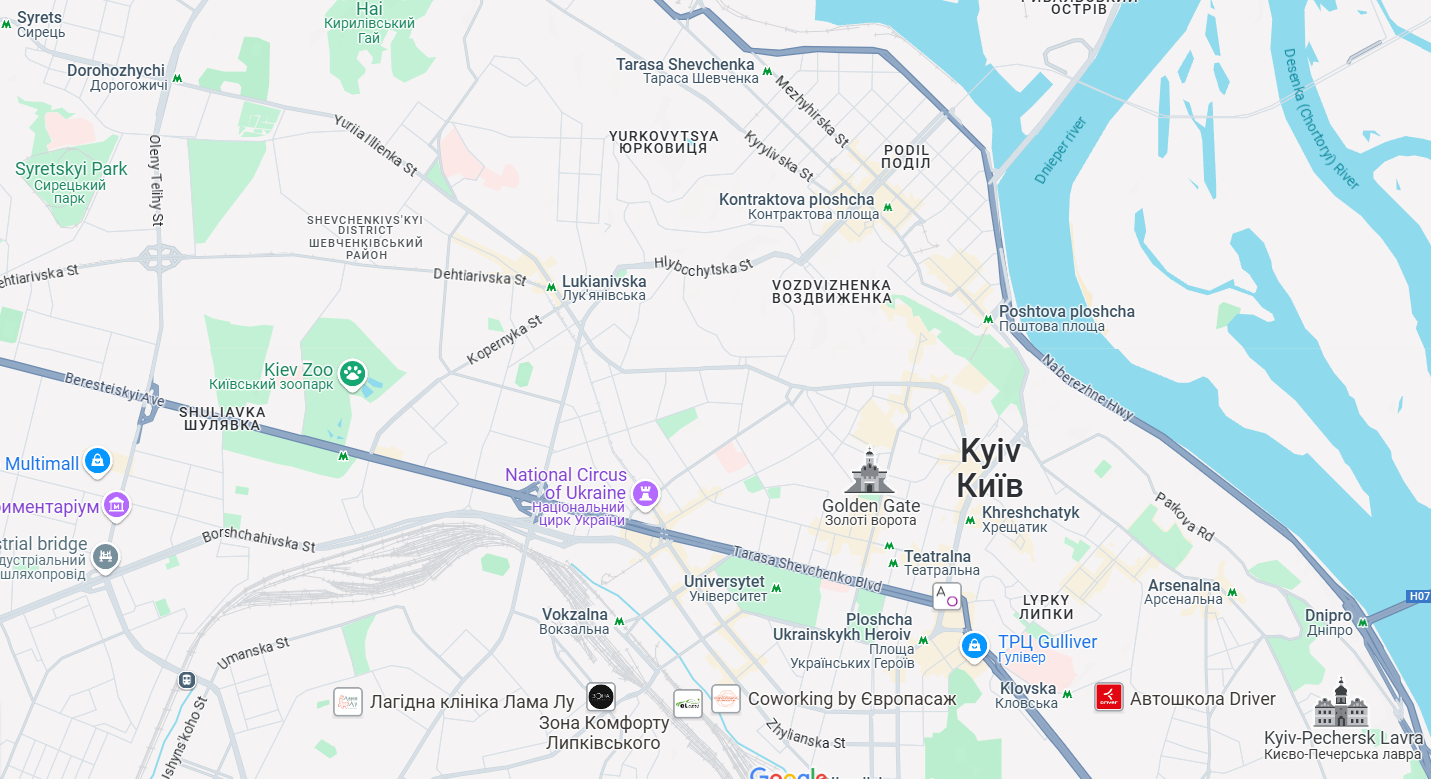 Syrets
Сирець
Hai
Кирилівський
Гай
ОСТРІВ
Dorohozhychi
Дорогожичі
Tarasa Shevchenka
Тараса Шевченка
Mezhyhirska St
Kyrylivska St
Yuriia Illienka St
Oleny Telihy St
YURKOVYTSYA
ЮРКОВИЦЯ
PODIL
ПОДІЛ
Dnieper river
Desenka (Chortoryi) River
Syretskyi Park
Сирецький
парк
Kontraktova ploshcha
Контрактова площа
SHEVCHENKIVS'KYI
DISTRICT
ШЕВЧЕНКІВСЬКИЙ
РАЙОН
ehtiarivska St
Dehtiarivska St
Hlybochytska St
Lukianivska
Лук'янівська
VOZDVIZHENKA
ВОЗДВИЖЕНКА
Poshtova ploshcha
Поштова площа
Kopernyka St
Naberezhne Hwy
Kiev Zoo
Київський зоопарк
Beresteiskyi Ave
SHULIAVKA
ШУЛЯВКА
Multimall
Kyiv
Київ
National Circus
of Ukraine
Національний
цирк України
Golden Gate
Золоті ворота
Khreshchatyk
Хрещатик
Parkova Rd
риментаріум
Borshchahivska St
strial bridge
дустріальний
шляхопровід
Tarasa Shevchenko Blvd
Teatralna
Театральна
Universytet
Університет
Arsenalna
Арсенальна
H07
LYPKY
ЛИПКИ
Dnipro
Дніпро
Vokzalna
Вокзальна
Ploshcha
Ukrainskykh Heroiv
Площа
Українських Героїв
ТРЦ Gulliver
Гулівер
Umanska St
Klovska
Кловська
Лагідна клініка Лама Лу
Зона Комфорту
Липківського
Coworking by Європасаж
Автошкола Driver
DRIVER
Ishyns'koho St
Zhylianska St
Kyiv-Pechersk Lavra
Києво-Печерська лавра
Google